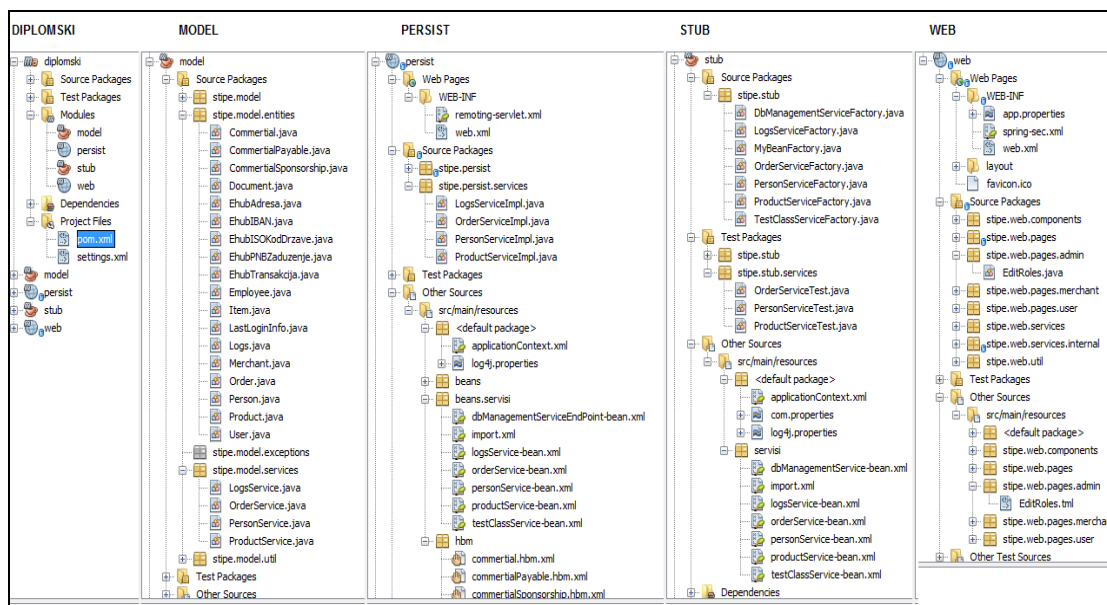 DIPLOMSKI
diplomski
Source Packages
Test Packages
Modules
model
persist
stub
web
Dependencies
Project Files
pom.xml
settings.xml
model
persist
stub
web
MODEL
model
Source Packages
stipe.model
stipe.model.entities
Commertial.java
CommertialPayable.java
CommertialSponsorship.java
Document.java
EhubAdresa.java
EhubIBAN.java
EhubISOKodDrzave.java
EhubPNBZaduzenje.java
EhubTransakcija.java
Employee.java
Item.java
LastLoginInfo.java
Logs.java
Merchant.java
Order.java
Person.java
Product.java
User.java
stipe.model.exceptions
stipe.model.services
LogsService.java
OrderService.java
PersonService.java
ProductService.java
stipe.model.util
Test Packages
Other Sources
PERSIST
persist
Web Pages
WEB-INF
remoting-servlet.xml
web.xml
Source Packages
stipe.persist
stipe.persist.services
LogsServiceImpl.java
OrderServiceImpl.java
PersonServiceImpl.java
ProductServiceImpl.java
Test Packages
Other Sources
src/main/resources
<default package>
applicationContext.xml
log4j.properties
beans
beans.servisi
dbManagementServiceEndPoint-bean.xml
import.xml
logsService-bean.xml
orderService-bean.xml
personService-bean.xml
productService-bean.xml
testClassService-bean.xml
hbm
commertial.hbm.xml
commertialPayable.hbm.xml
commertialSponsorship.hbm.xml
STUB
stub
Source Packages
stipe.stub
DbManagementServiceFactory.java
LogsServiceFactory.java
MyBeanFactory.java
OrderServiceFactory.java
PersonServiceFactory.java
ProductServiceFactory.java
TestClassServiceFactory.java
Test Packages
stipe.stub
stipe.stub.services
OrderServiceTest.java
PersonServiceTest.java
ProductServiceTest.java
Other Sources
src/main/resources
<default package>
applicationContext.xml
com.properties
log4j.properties
servisi
dbManagementService-bean.xml
import.xml
logsService-bean.xml
orderService-bean.xml
personService-bean.xml
productService-bean.xml
testClassService-bean.xml
Dependencies
WEB
web
Web Pages
WEB-INF
app.properties
spring-sec.xml
web.xml
layout
favicon.ico
Source Packages
stipe.web.components
stipe.web.pages
stipe.web.pages.admin
EditRoles.java
stipe.web.pages.merchant
stipe.web.pages.user
stipe.web.services
stipe.web.services.internal
stipe.web.util
Test Packages
Other Sources
src/main/resources
<default package>
stipe.web.components
stipe.web.pages
stipe.web.pages.admin
EditRoles.tml
stipe.web.pages.mercha
stipe.web.pages.user
Other Test Sources